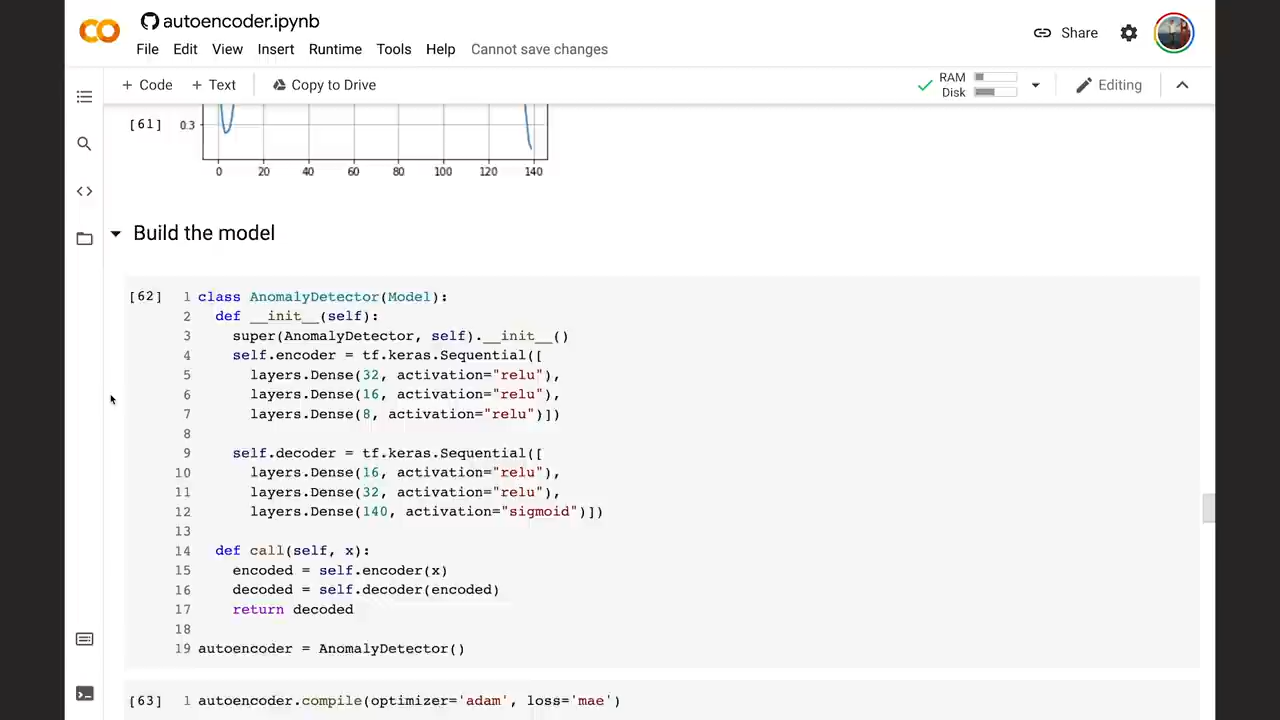 autoencoder.ipynb
File Edit View Insert Runtime Tools Help Cannot save changes
Share
+ Code + Text Copy to Drive
RAM
Disk
Editing
[61]
0.3
0 20 40 60 80 100 120 140
Build the model
[62]
1 class AnomalyDetector(Model):
2 def __init__(self):
3 super(AnomalyDetector, self).__init__()
4 self.encoder = tf.keras.Sequential([
5 layers.Dense(32, activation="relu"),
6 layers.Dense(16, activation="relu"),
7 layers.Dense(8, activation="relu")])
8
9 self.decoder = tf.keras.Sequential([
10 layers.Dense(16, activation="relu"),
11 layers.Dense(32, activation="relu"),
12 layers.Dense(140, activation="sigmoid")])
13
14 def call(self, x):
15 encoded = self.encoder(x)
16 decoded = self.decoder(encoded)
17 return decoded
18
19 autoencoder = AnomalyDetector()
[63] 1 autoencoder.compile(optimizer='adam', loss='mae')